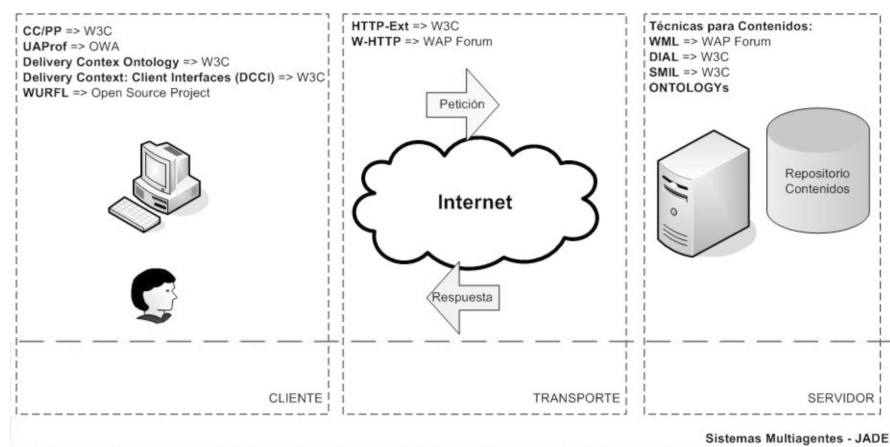 CC/PP => W3C
UAProf => OWA
Delivery Contex Ontology => W3C
Delivery Context: Client Interfaces (DCCI) => W3C
WURFL => Open Source Project
HTTP-Ext => W3C
W-HTTP => WAP Forum
Técnicas para Contenidos:
WML => WAP Forum
DIAL => W3C
SMIL => W3C
ONTOLOGYs
Petición
Internet
Respuesta
Repositorio
Contenidos
CLIENTE
TRANSPORTE
SERVIDOR
Sistemas Multiagentes - JADE